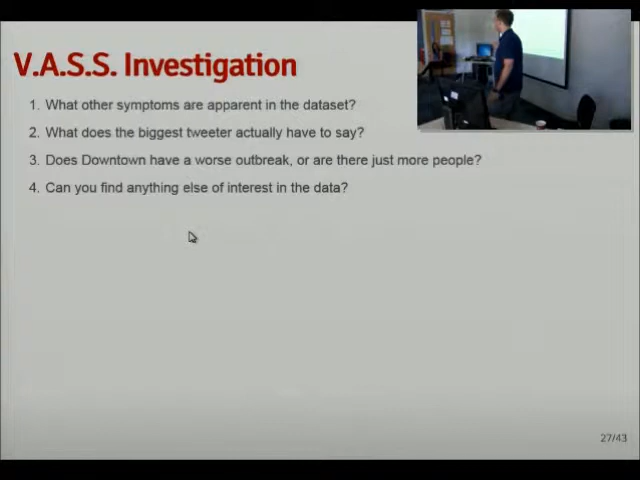 V.A.S.S. Investigation
1. What other symptoms are apparent in the dataset?
2. What does the biggest tweeter actually have to say?
3. Does Downtown have a worse outbreak, or are there just more people?
4. Can you find anything else of interest in the data?
27/43